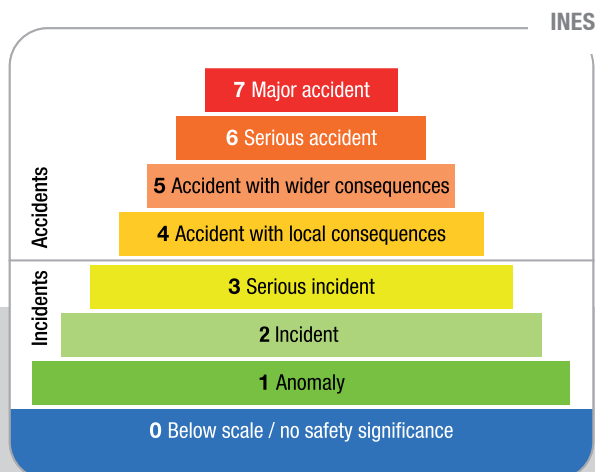 INES
7 Major accident
6 Serious accident
5 Accident with wider consequences
4 Accident with local consequences
Accidents
3 Serious incident
2 Incident
1 Anomaly
Incidents
0 Below scale / no safety significance